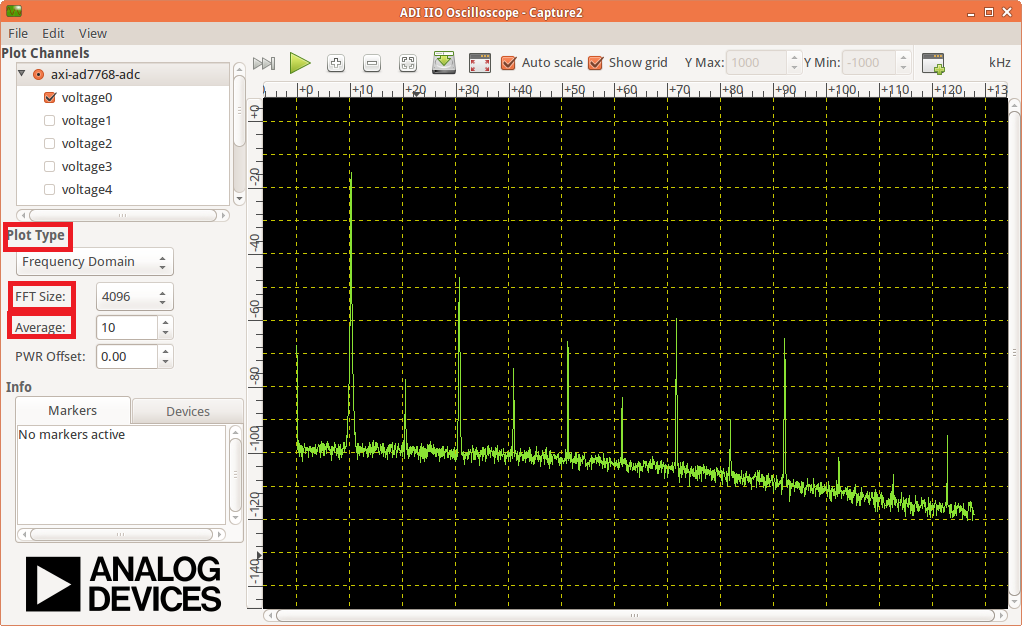 ADI IIO Oscilloscope - Capture2
File Edit View
Plot Channels
axi-ad7768-adc
voltage0
voltage1
voltage2
voltage3
voltage4
Auto scale Show grid Y Max: 1000 Y Min: -1000 kHz
+0 +10 +20 +30 +40 +50 +60 +70 +80 +90 +100 +110 +120 +13
+0
-20
-40
-60
-80
-100
-120
-140
Plot Type
Frequency Domain
FFT Size: 4096
Average: 10
PWR Offset: 0.00
Info
Markers Devices
No markers active
ANALOG
DEVICES